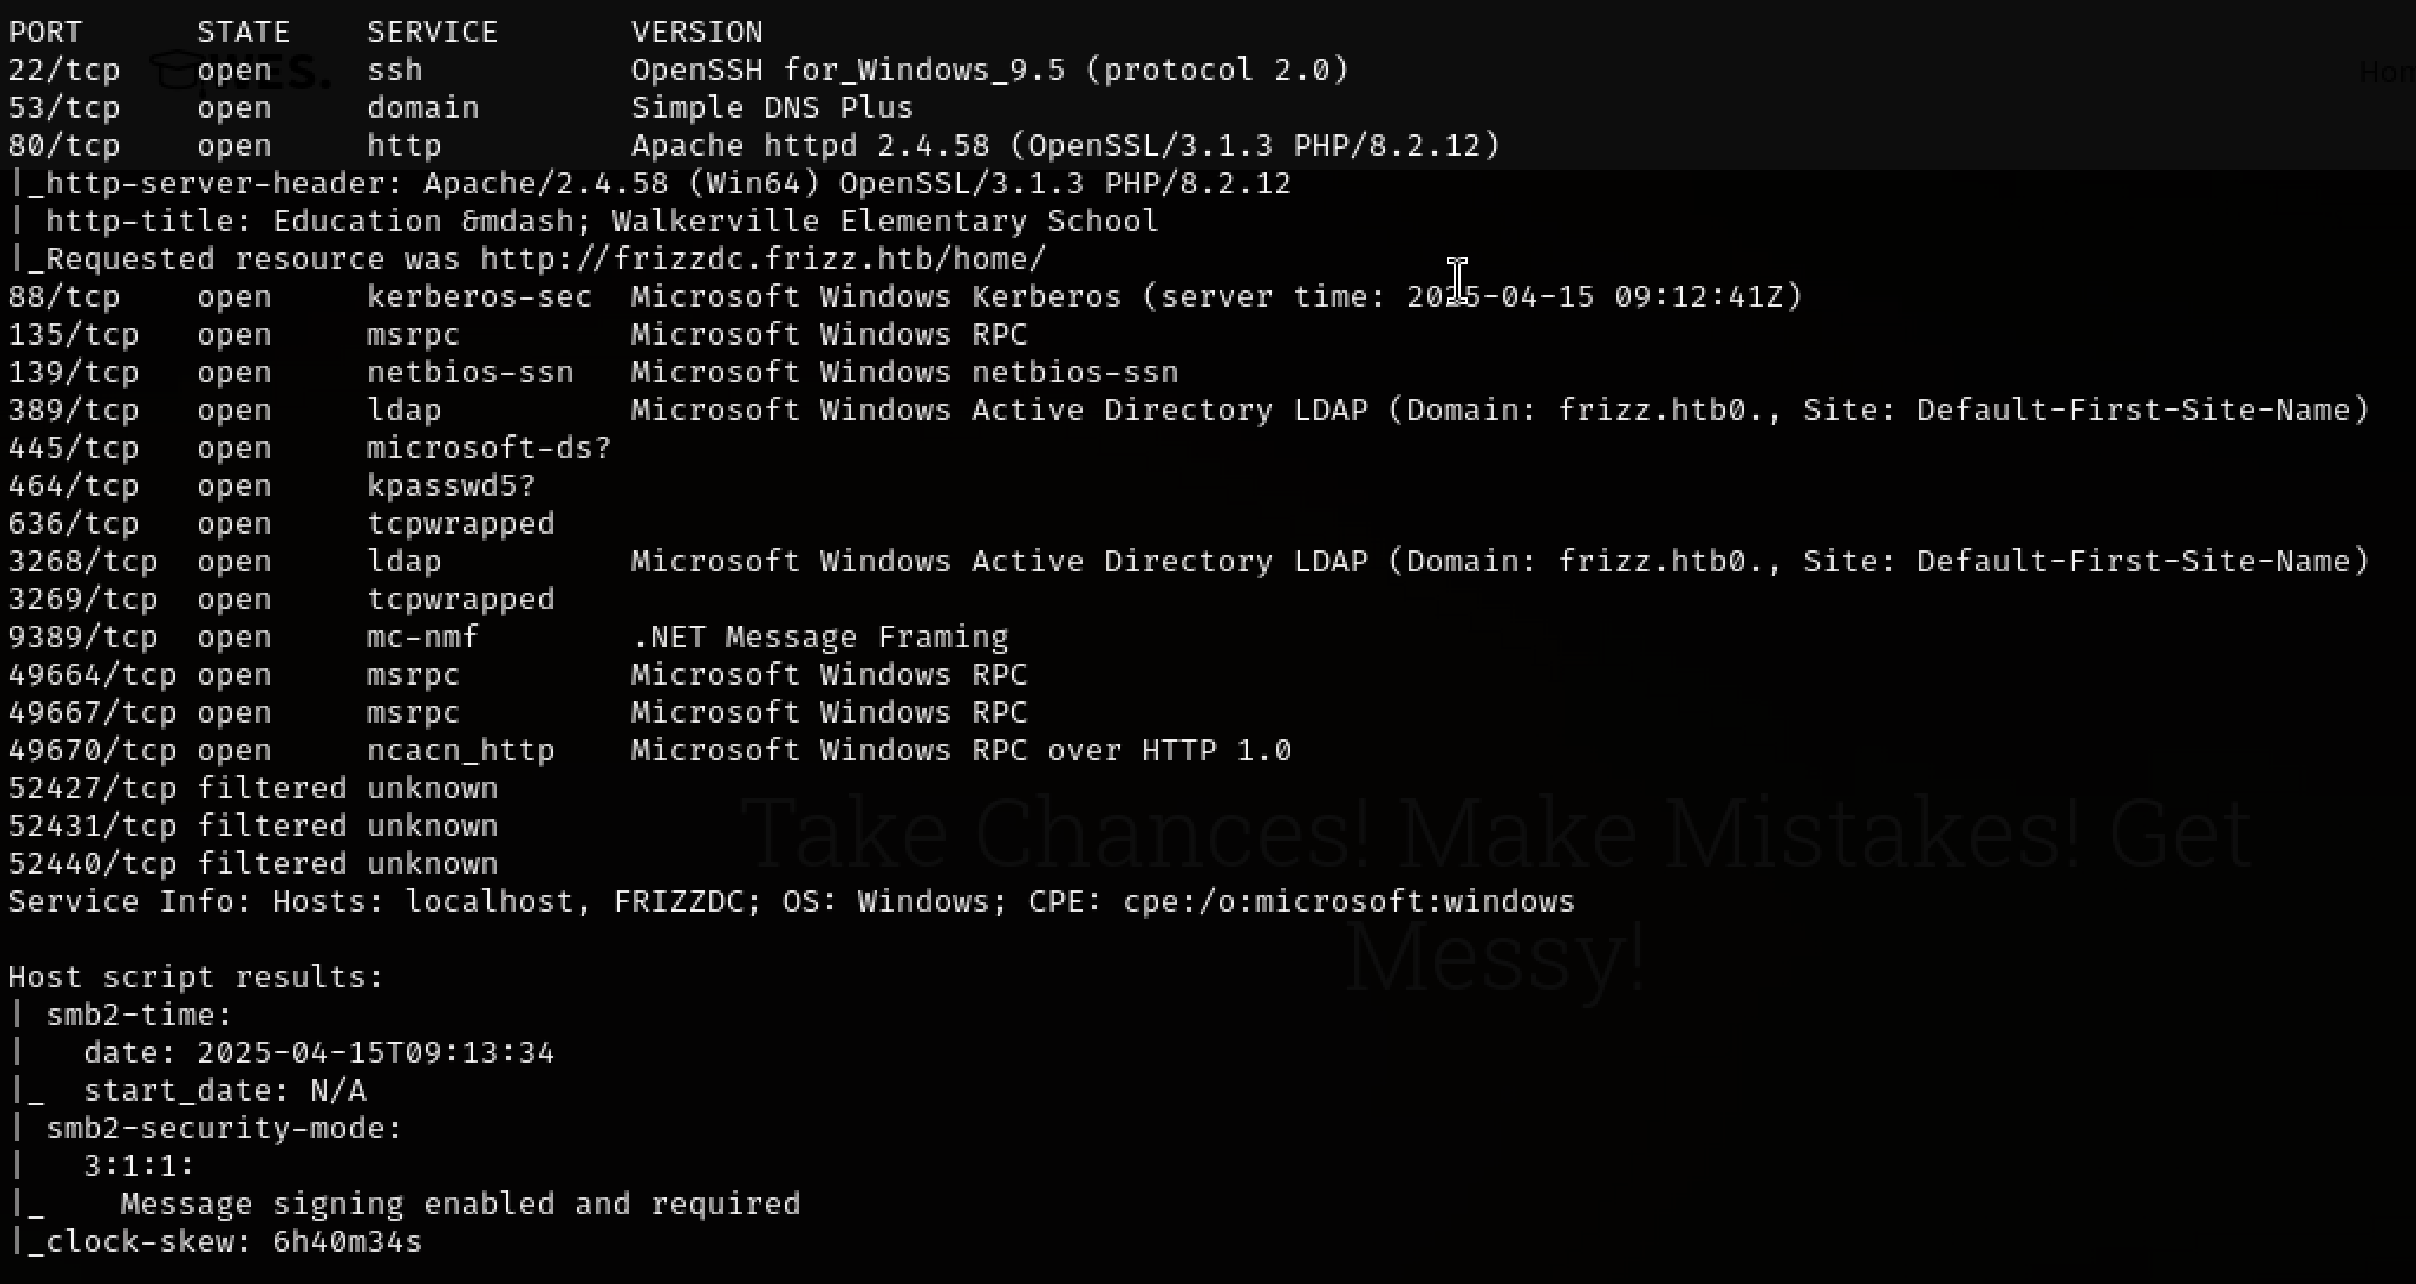 PORT      STATE    SERVICE       VERSION
22/tcp    open     ssh           OpenSSH for_Windows_9.5 (protocol 2.0)
53/tcp    open     domain        Simple DNS Plus
80/tcp    open     http          Apache httpd 2.4.58 (OpenSSL/3.1.3 PHP/8.2.12)
|_http-server-header: Apache/2.4.58 (Win64) OpenSSL/3.1.3 PHP/8.2.12
| http-title: Education &mdash; Walkerville Elementary School
|_Requested resource was http://frizzdc.frizz.htb/home/
88/tcp    open     kerberos-sec  Microsoft Windows Kerberos (server time: 2025-04-15 09:12:41Z)
135/tcp   open     msrpc         Microsoft Windows RPC
139/tcp   open     netbios-ssn   Microsoft Windows netbios-ssn
389/tcp   open     ldap          Microsoft Windows Active Directory LDAP (Domain: frizz.htb0., Site: Default-First-Site-Name)
445/tcp   open     microsoft-ds?
464/tcp   open     kpasswd5?
636/tcp   open     tcpwrapped
3268/tcp  open     ldap          Microsoft Windows Active Directory LDAP (Domain: frizz.htb0., Site: Default-First-Site-Name)
3269/tcp  open     tcpwrapped
9389/tcp  open     mc-nmf        .NET Message Framing
49664/tcp open     msrpc         Microsoft Windows RPC
49667/tcp open     msrpc         Microsoft Windows RPC
49670/tcp open     ncacn_http    Microsoft Windows RPC over HTTP 1.0
52427/tcp filtered unknown
52431/tcp filtered unknown
52440/tcp filtered unknown
Service Info: Hosts: localhost, FRIZZDC; OS: Windows; CPE: cpe:/o:microsoft:windows
Host script results:
| smb2-time:
|   date: 2025-04-15T09:13:34
|_  start_date: N/A
| smb2-security-mode:
|   3:1:1:
|_    Message signing enabled and required
|_clock-skew: 6h40m34s
WES.
Take Chances! Make Mistakes! Get
Messy!